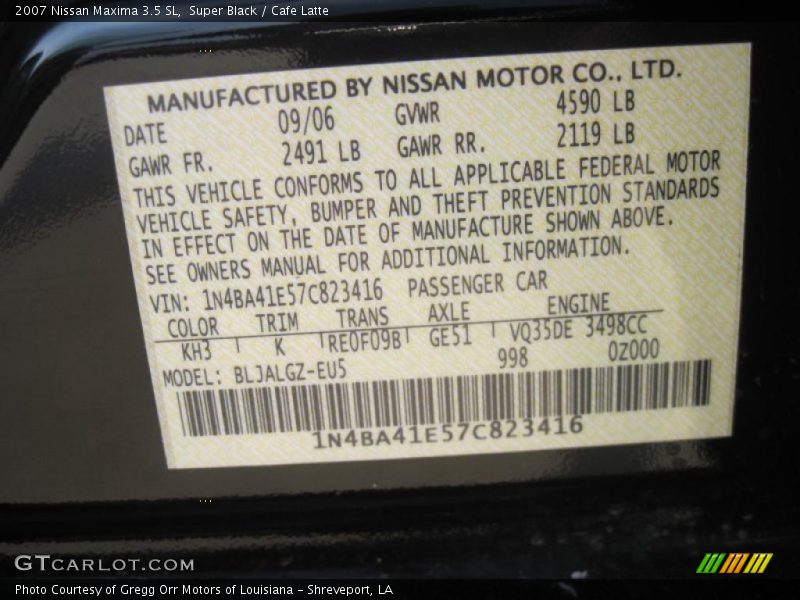 2007 Nissan Maxima 3.5 SL, Super Black / Cafe Latte
MANUFACTURED BY NISSAN MOTOR CO., LTD.
DATE 09/06 GVWR 4590 LB
GAWR FR. 2491 LB GAWR RR. 2119 LB
THIS VEHICLE CONFORMS TO ALL APPLICABLE FEDERAL MOTOR
VEHICLE SAFETY, BUMPER AND THEFT PREVENTION STANDARDS
IN EFFECT ON THE DATE OF MANUFACTURE SHOWN ABOVE.
SEE OWNERS MANUAL FOR ADDITIONAL INFORMATION.
VIN: 1N4BA41E57C823416 PASSENGER CAR
COLOR TRIM TRANS AXLE ENGINE
KH3 K RE0F09B GE51 VQ35DE 3498CC
MODEL: BLJALGZ-EU5 998 0Z000
1N4BA41E57C823416
GTCARLOT.COM
Photo Courtesy of Gregg Orr Motors of Louisiana - Shreveport, LA